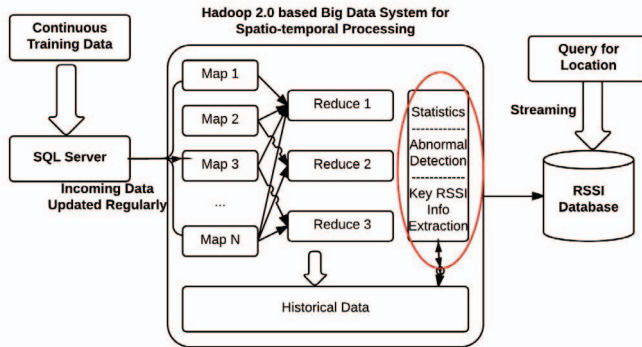 Hadoop 2.0 based Big Data System for
Spatio-temporal Processing
Continuous
Training Data
SQL Server
Incoming Data
Updated Regularly
Map 1
Map 2
Map 3
...
Map N
Reduce 1
Reduce 2
Reduce 3
Statistics
Abnormal
Detection
Key RSSI
Info
Extraction
Historical Data
Query for
Location
Streaming
RSSI
Database